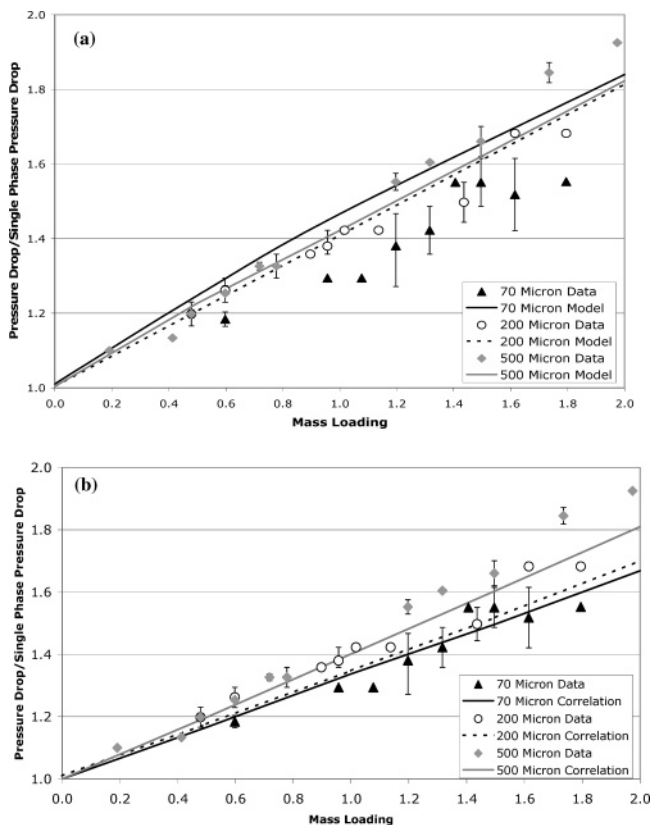 (a)
Pressure Drop/Single Phase Pressure Drop
2.0
1.8
1.6
1.4
1.2
1.0
70 Micron Data
70 Micron Model
200 Micron Data
200 Micron Model
500 Micron Data
500 Micron Model
0.0 0.2 0.4 0.6 0.8 1.0 1.2 1.4 1.6 1.8 2.0
Mass Loading
(b)
Pressure Drop/Single Phase Pressure Drop
2.0
1.8
1.6
1.4
1.2
1.0
70 Micron Data
70 Micron Correlation
200 Micron Data
200 Micron Correlation
500 Micron Data
500 Micron Correlation
0.0 0.2 0.4 0.6 0.8 1.0 1.2 1.4 1.6 1.8 2.0
Mass Loading